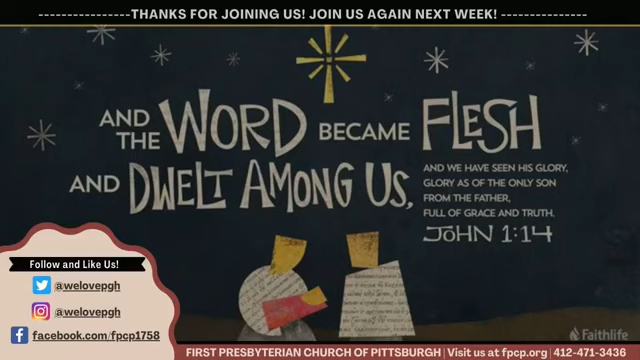 ---------------THANKS FOR JOINING US! JOIN US AGAIN NEXT WEEK! ---------------
AND THE WORD BECAME FLESH
AND DWELT AMONG US,
AND WE HAVE SEEN HIS GLORY,
GLORY AS OF THE ONLY SON
FROM THE FATHER,
FULL OF GRACE AND TRUTH.
JOHN 1:14
Follow and Like Us!
@welovepgh
@welovepgh
facebook.com/fpcp1758
Faithlife
FIRST PRESBYTERIAN CHURCH OF PITTSBURGH | Visit us at fpcp.org | 412-471-3436